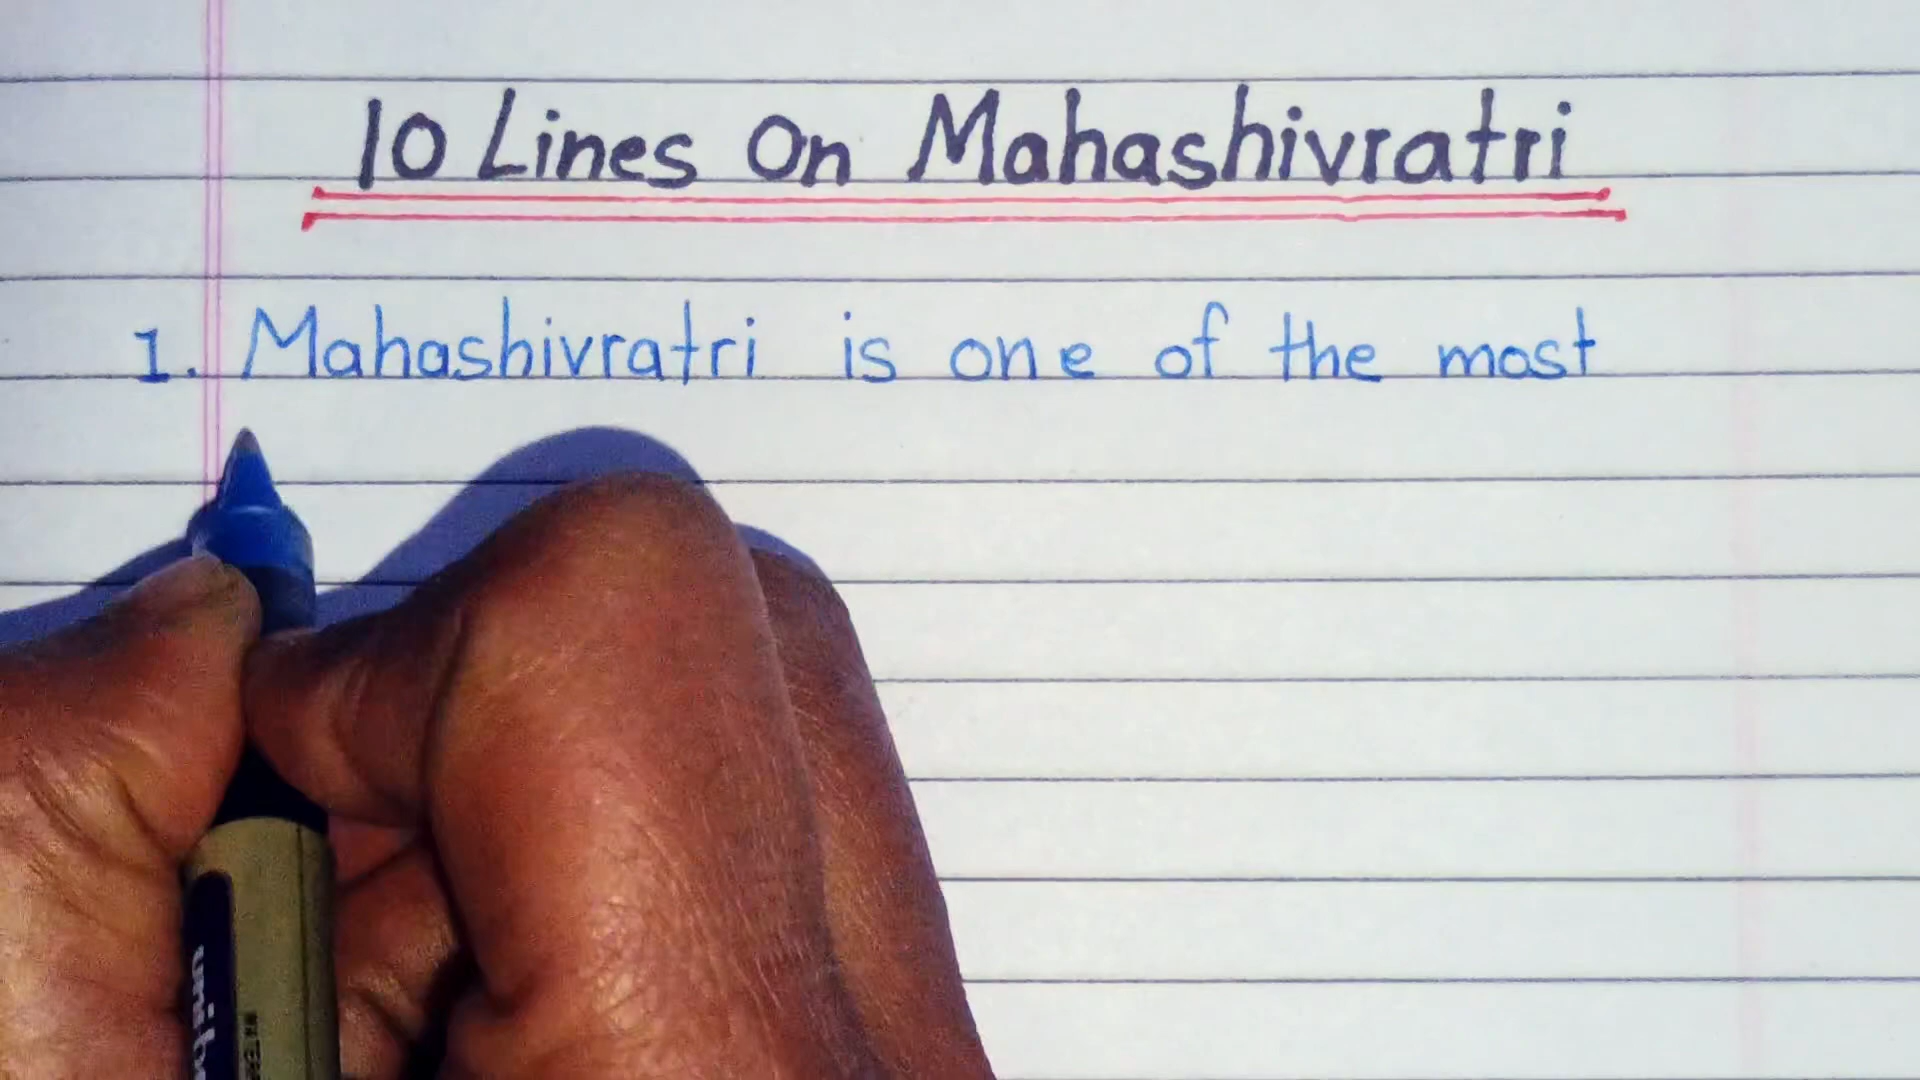 10 Lines On Mahashivratri
1. Mahashivratri is one of the most